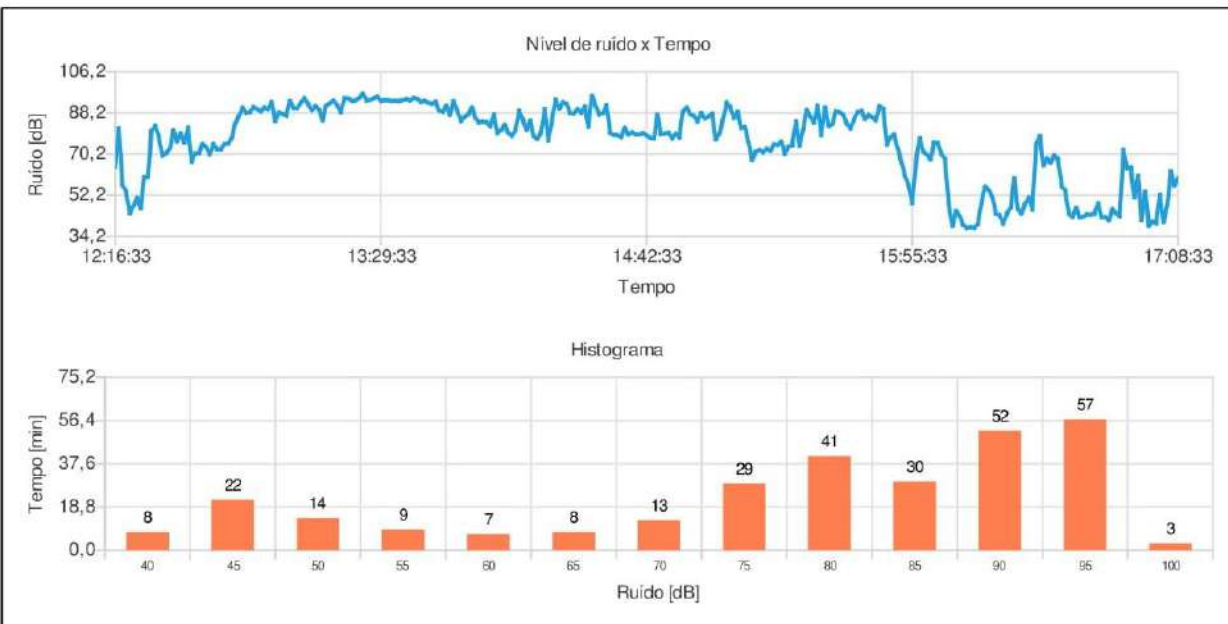 Nível de ruído x Tempo
106,2
88,2
70,2
52,2
34,2
Ruído [dB]
12:16:33 13:29:33 14:42:33 15:55:33 17:08:33
Tempo
Histograma
75,2
56,4
37,6
18,8
0,0
Tempo [min]
8 22 14 9 7 8 13 29 41 30 52 57 3
40 45 50 55 60 65 70 75 80 85 90 95 100
Ruído [dB]